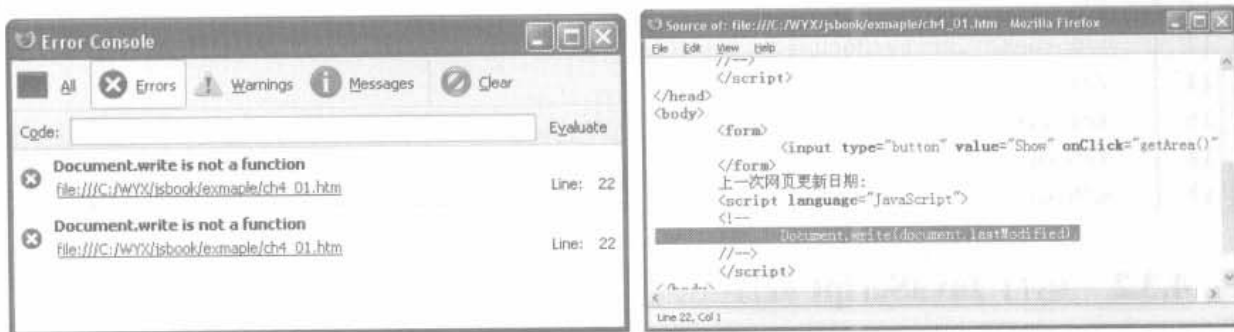 Error Console
All Errors Warnings Messages Clear
Code: Evaluate
Document.write is not a function
file:///C:/WYX/jsbook/exmaple/ch4_01.htm Line: 22
Document.write is not a function
file:///C:/WYX/jsbook/exmaple/ch4_01.htm Line: 22
Source of: file:///C:/WYX/jsbook/exmaple/ch4_01.htm - Mozilla Firefox
File Edit View Help
//-->
</script>
</head>
<body>
<form>
<input type="button" value="Show" onClick="getArea()"
</form>
上一次网页更新日期:
<script language="JavaScript">
<!--
Document.write(document.lastModified);
//-->
</script>
</body>
Line 22, Col 1